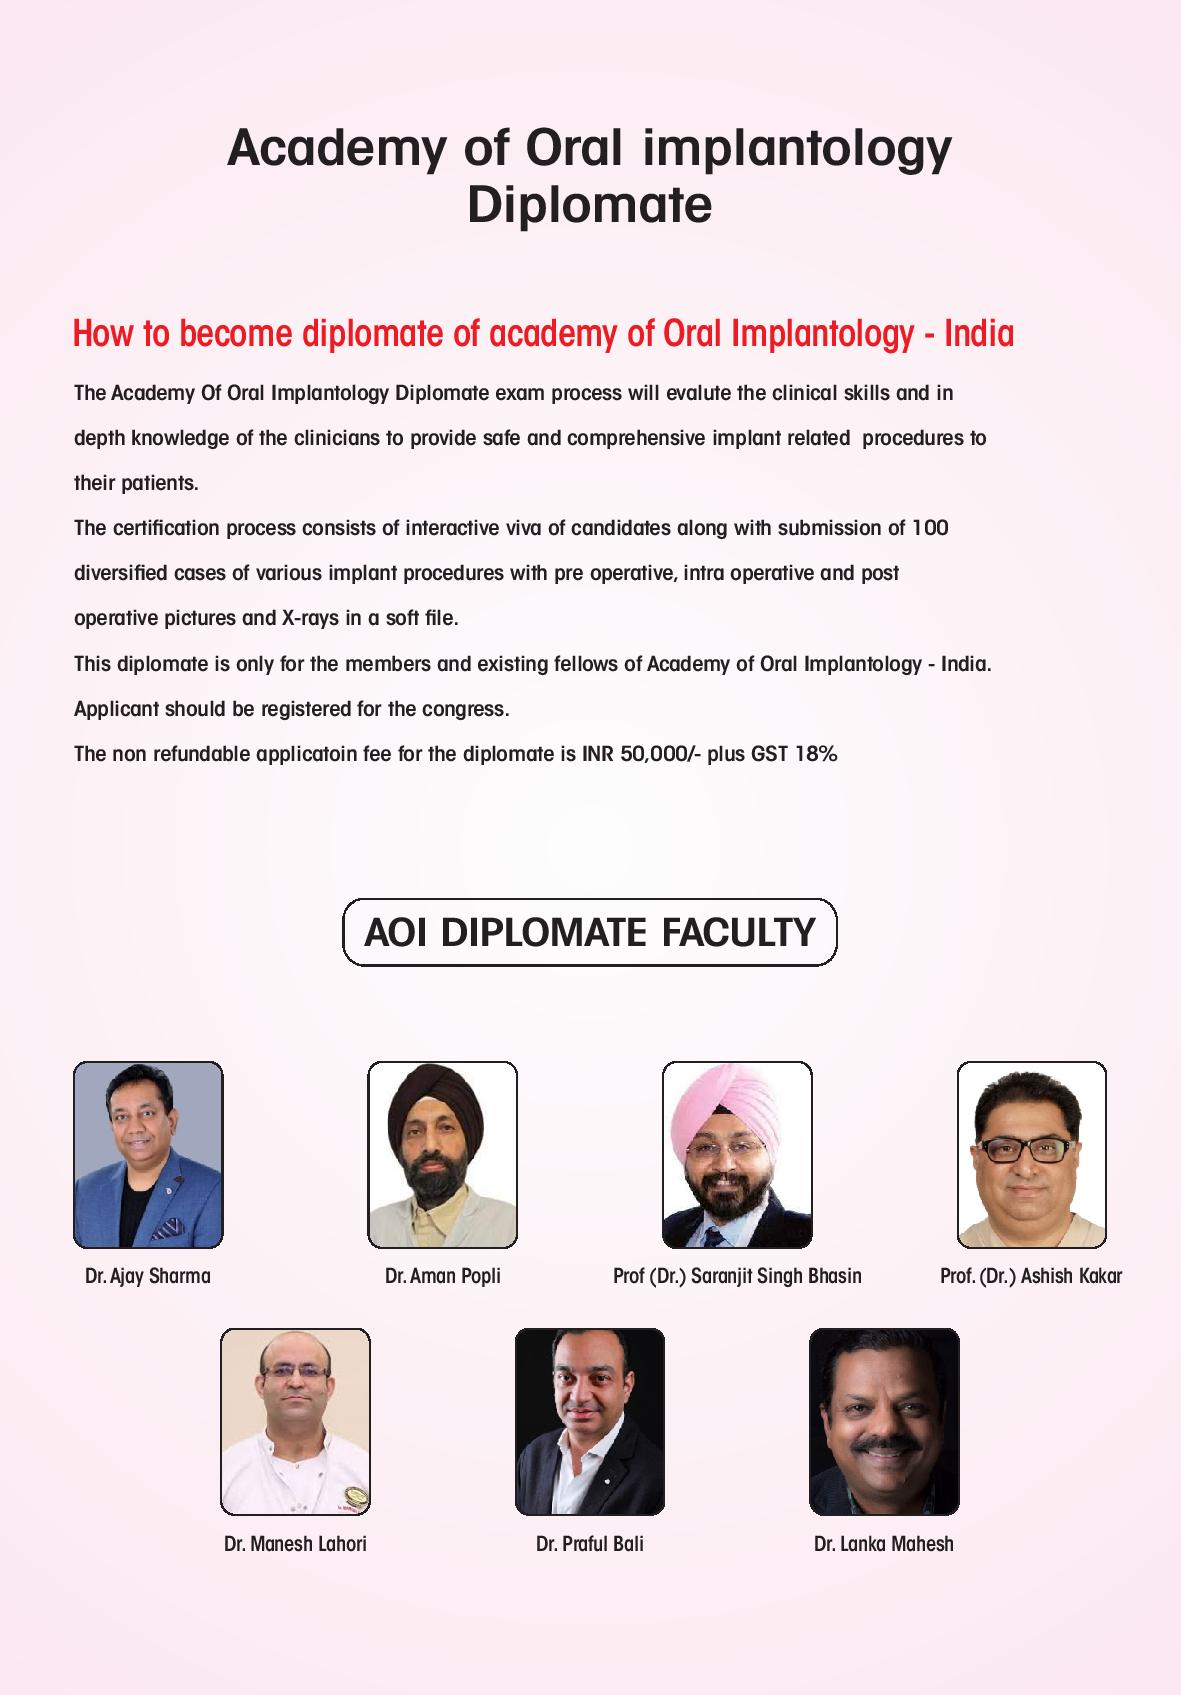 Academy of Oral implantology
Diplomate
How to become diplomate of academy of Oral Implantology - India
The Academy Of Oral Implantology Diplomate exam process will evalute the clinical skills and in
depth knowledge of the clinicians to provide safe and comprehensive implant related  procedures to
their patients.
The certification process consists of interactive viva of candidates along with submission of 100
diversified cases of various implant procedures with pre operative, intra operative and post
operative pictures and X-rays in a soft file.
This diplomate is only for the members and existing fellows of Academy of Oral Implantology - India.
Applicant should be registered for the congress.
The non refundable applicatoin fee for the diplomate is INR 50,000/- plus GST 18%
AOI DIPLOMATE FACULTY
Dr. Ajay Sharma
Dr. Aman Popli
Prof (Dr.) Saranjit Singh Bhasin
Prof. (Dr.) Ashish Kakar
Dr. Manesh Lahori
Dr. Praful Bali
Dr. Lanka Mahesh